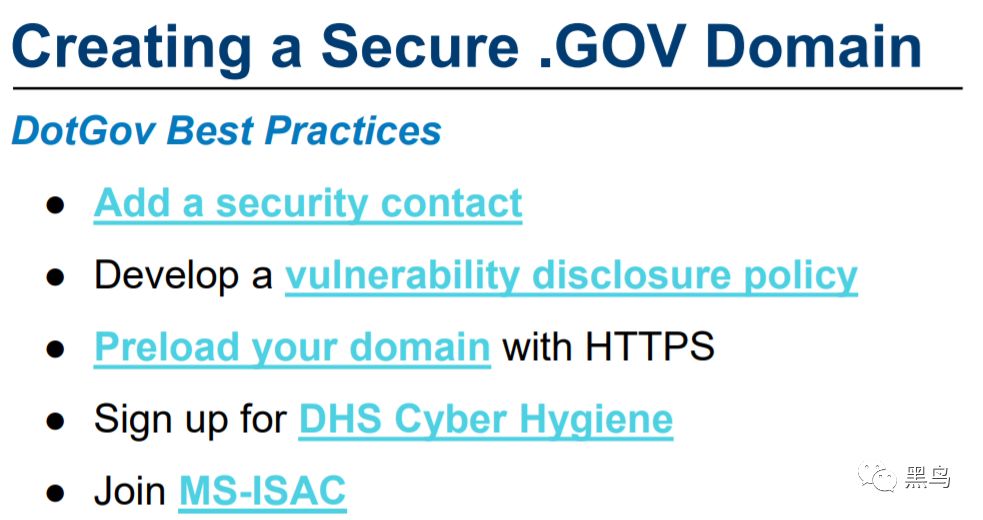 Creating a Secure .GOV Domain
DotGov Best Practices
● Add a security contact
● Develop a vulnerability disclosure policy
● Preload your domain with HTTPS
● Sign up for DHS Cyber Hygiene
● Join MS-ISAC
黑鸟